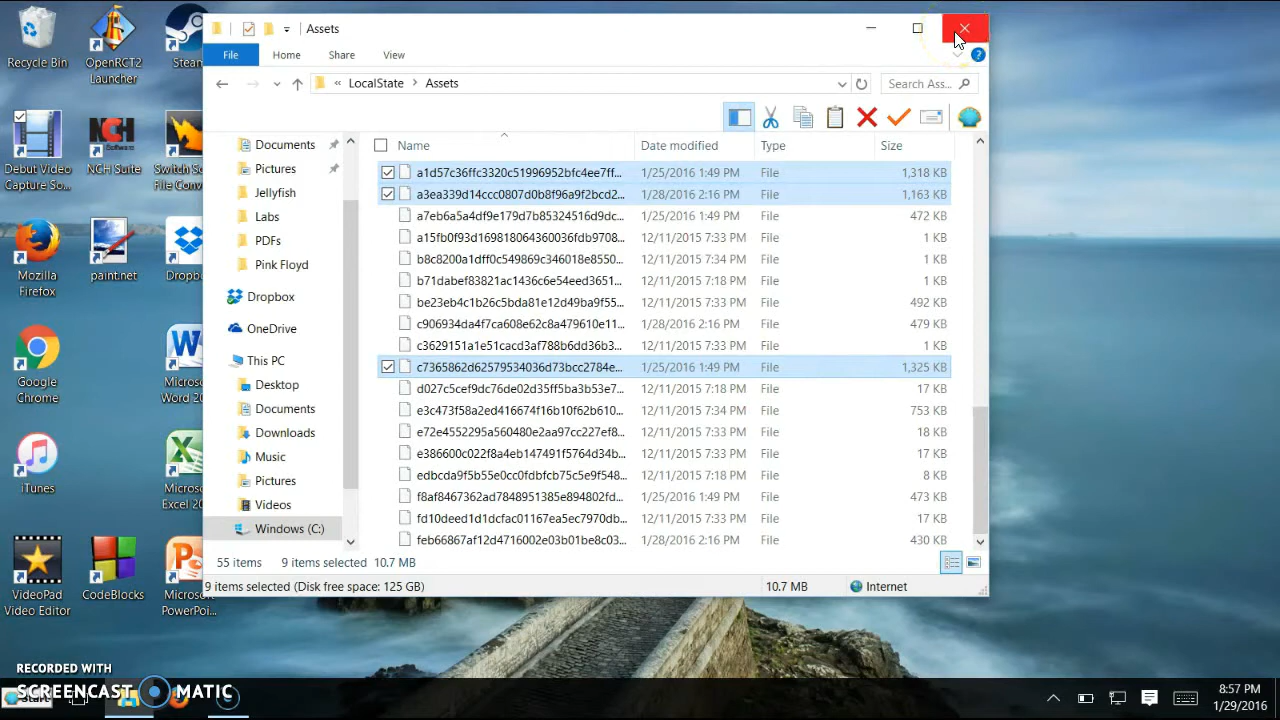 Assets
File Home Share View
« LocalState > Assets
Search Ass...
Name Date modified Type Size
a1d57c36ffc3320c51996952bfc4ee7ff... 1/25/2016 1:49 PM File 1,318 KB
a3ea339d14ccc0807d0b8f96a9f2bcd2... 1/28/2016 2:16 PM File 1,163 KB
a7eb6a5a4df9e179d7b85324516d9dc... 1/25/2016 1:49 PM File 472 KB
a15fb0f93d169818064360036fdb9708... 12/11/2015 7:33 PM File 1 KB
b8c8200a1dff0c549869c346018e8550... 12/11/2015 7:34 PM File 1 KB
b71dabef83821ac1436c6e54eed3651... 12/11/2015 7:18 PM File 1 KB
be23eb4c1b26c5bda81e12d49ba9f55... 12/11/2015 7:33 PM File 492 KB
c906934da4f7ca608e62c8a479610e11... 1/28/2016 2:16 PM File 479 KB
c3629151a1e51cacd3af788b6dd36b3... 12/11/2015 7:33 PM File 1 KB
c7365862d62579534036d73bcc2784e... 1/25/2016 1:49 PM File 1,325 KB
d027c5cef9dc76de02d35ff5ba3b53e7... 12/11/2015 7:18 PM File 17 KB
e3c473f58a2ed416674f16b10f62b610... 12/11/2015 7:34 PM File 753 KB
e72e4552295a560480e2aa97cc227ef8... 12/11/2015 7:33 PM File 18 KB
e386600c022f8a4eb147491f5764d34b... 12/11/2015 7:33 PM File 17 KB
edbcda9f5b55e0cc0fdbfcb75c5e9f548... 12/11/2015 7:18 PM File 8 KB
f8af8467362ad7848951385e894802fd... 1/25/2016 1:49 PM File 473 KB
fd10deed1d1dcfac01167ea5ec7970db... 12/11/2015 7:33 PM File 17 KB
feb66867af12d4716002e03b01be8c03... 1/28/2016 2:16 PM File 430 KB
Documents
Pictures
Jellyfish
Labs
PDFs
Pink Floyd
Dropbox
OneDrive
This PC
Desktop
Documents
Downloads
Music
Pictures
Videos
Windows (C:)
55 items 9 items selected 10.7 MB
9 items selected (Disk free space: 125 GB) 10.7 MB Internet
Recycle Bin
OpenRCT2
Launcher
Steam
Debut Video
Capture So...
NCH
Software
NCH Suite
Switch So
File Conv
Mozilla
Firefox
paint.net
Dropb
Google
Chrome
Micros
Word 20
iTunes
Micros
Excel 20
VideoPad
Video Editor
CodeBlocks
Micros
PowerPoi..
RECORDED WITH
SCREENCAST MATIC
Start
8:57 PM
1/29/2016